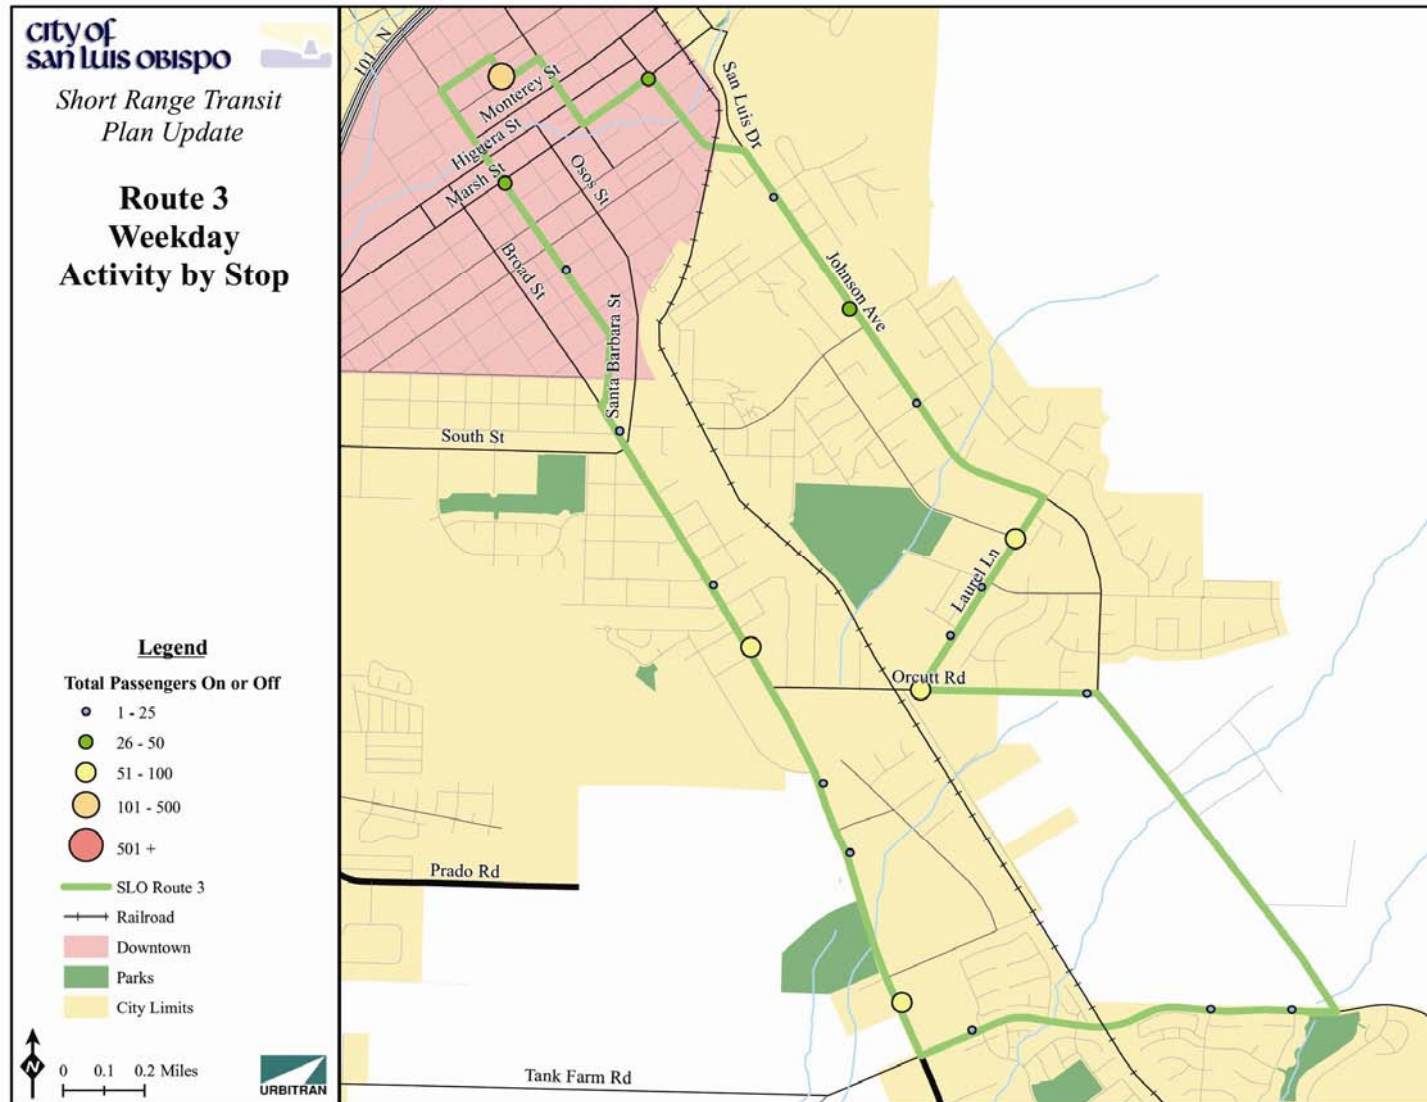 city of
san luis obispo
Short Range Transit
Plan Update
Route 3
Weekday
Activity by Stop
Legend
Total Passengers On or Off
1 - 25
26 - 50
51 - 100
101 - 500
501 +
SLO Route 3
Railroad
Downtown
Parks
City Limits
N
0 0.1 0.2 Miles
URBITRAN
101 N
Monterey St
Higuera St
Marsh St
Osos St
Broad St
Santa Barbara St
San Luis Dr
Johnson Ave
South St
Laurel Ln
Orcutt Rd
Prado Rd
Tank Farm Rd